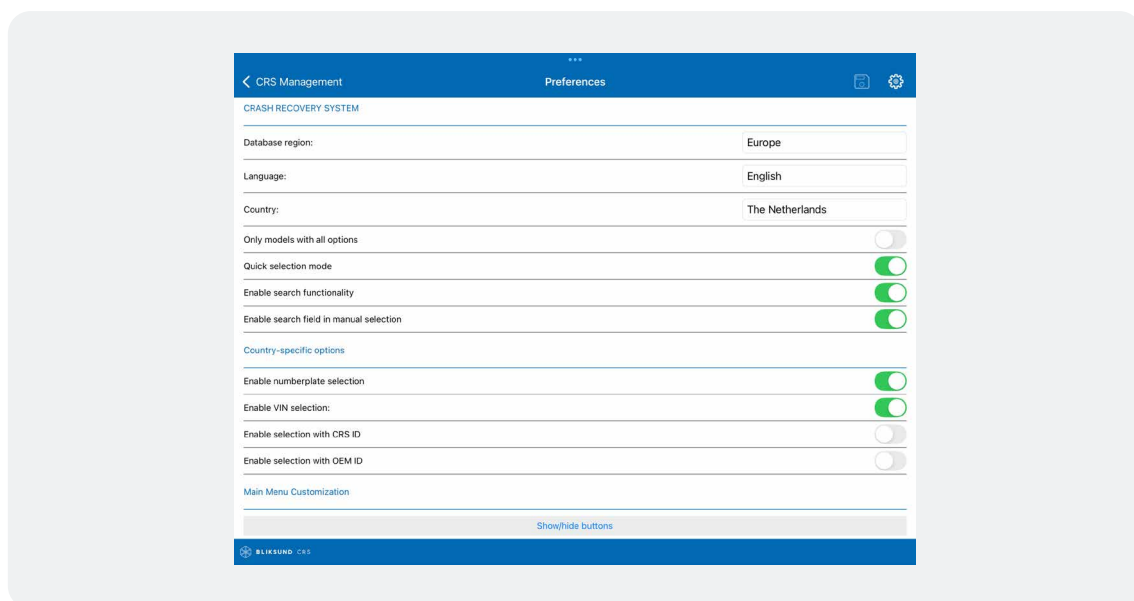 CRS Management
Preferences
CRASH RECOVERY SYSTEM
Database region:
Europe
Language:
English
Country:
The Netherlands
Only models with all options
Quick selection mode
Enable search functionality
Enable search field in manual selection
Country-specific options
Enable numberplate selection
Enable VIN selection:
Enable selection with CRS ID
Enable selection with OEM ID
Main Menu Customization
Show/hide buttons
BLIKSUND CRS